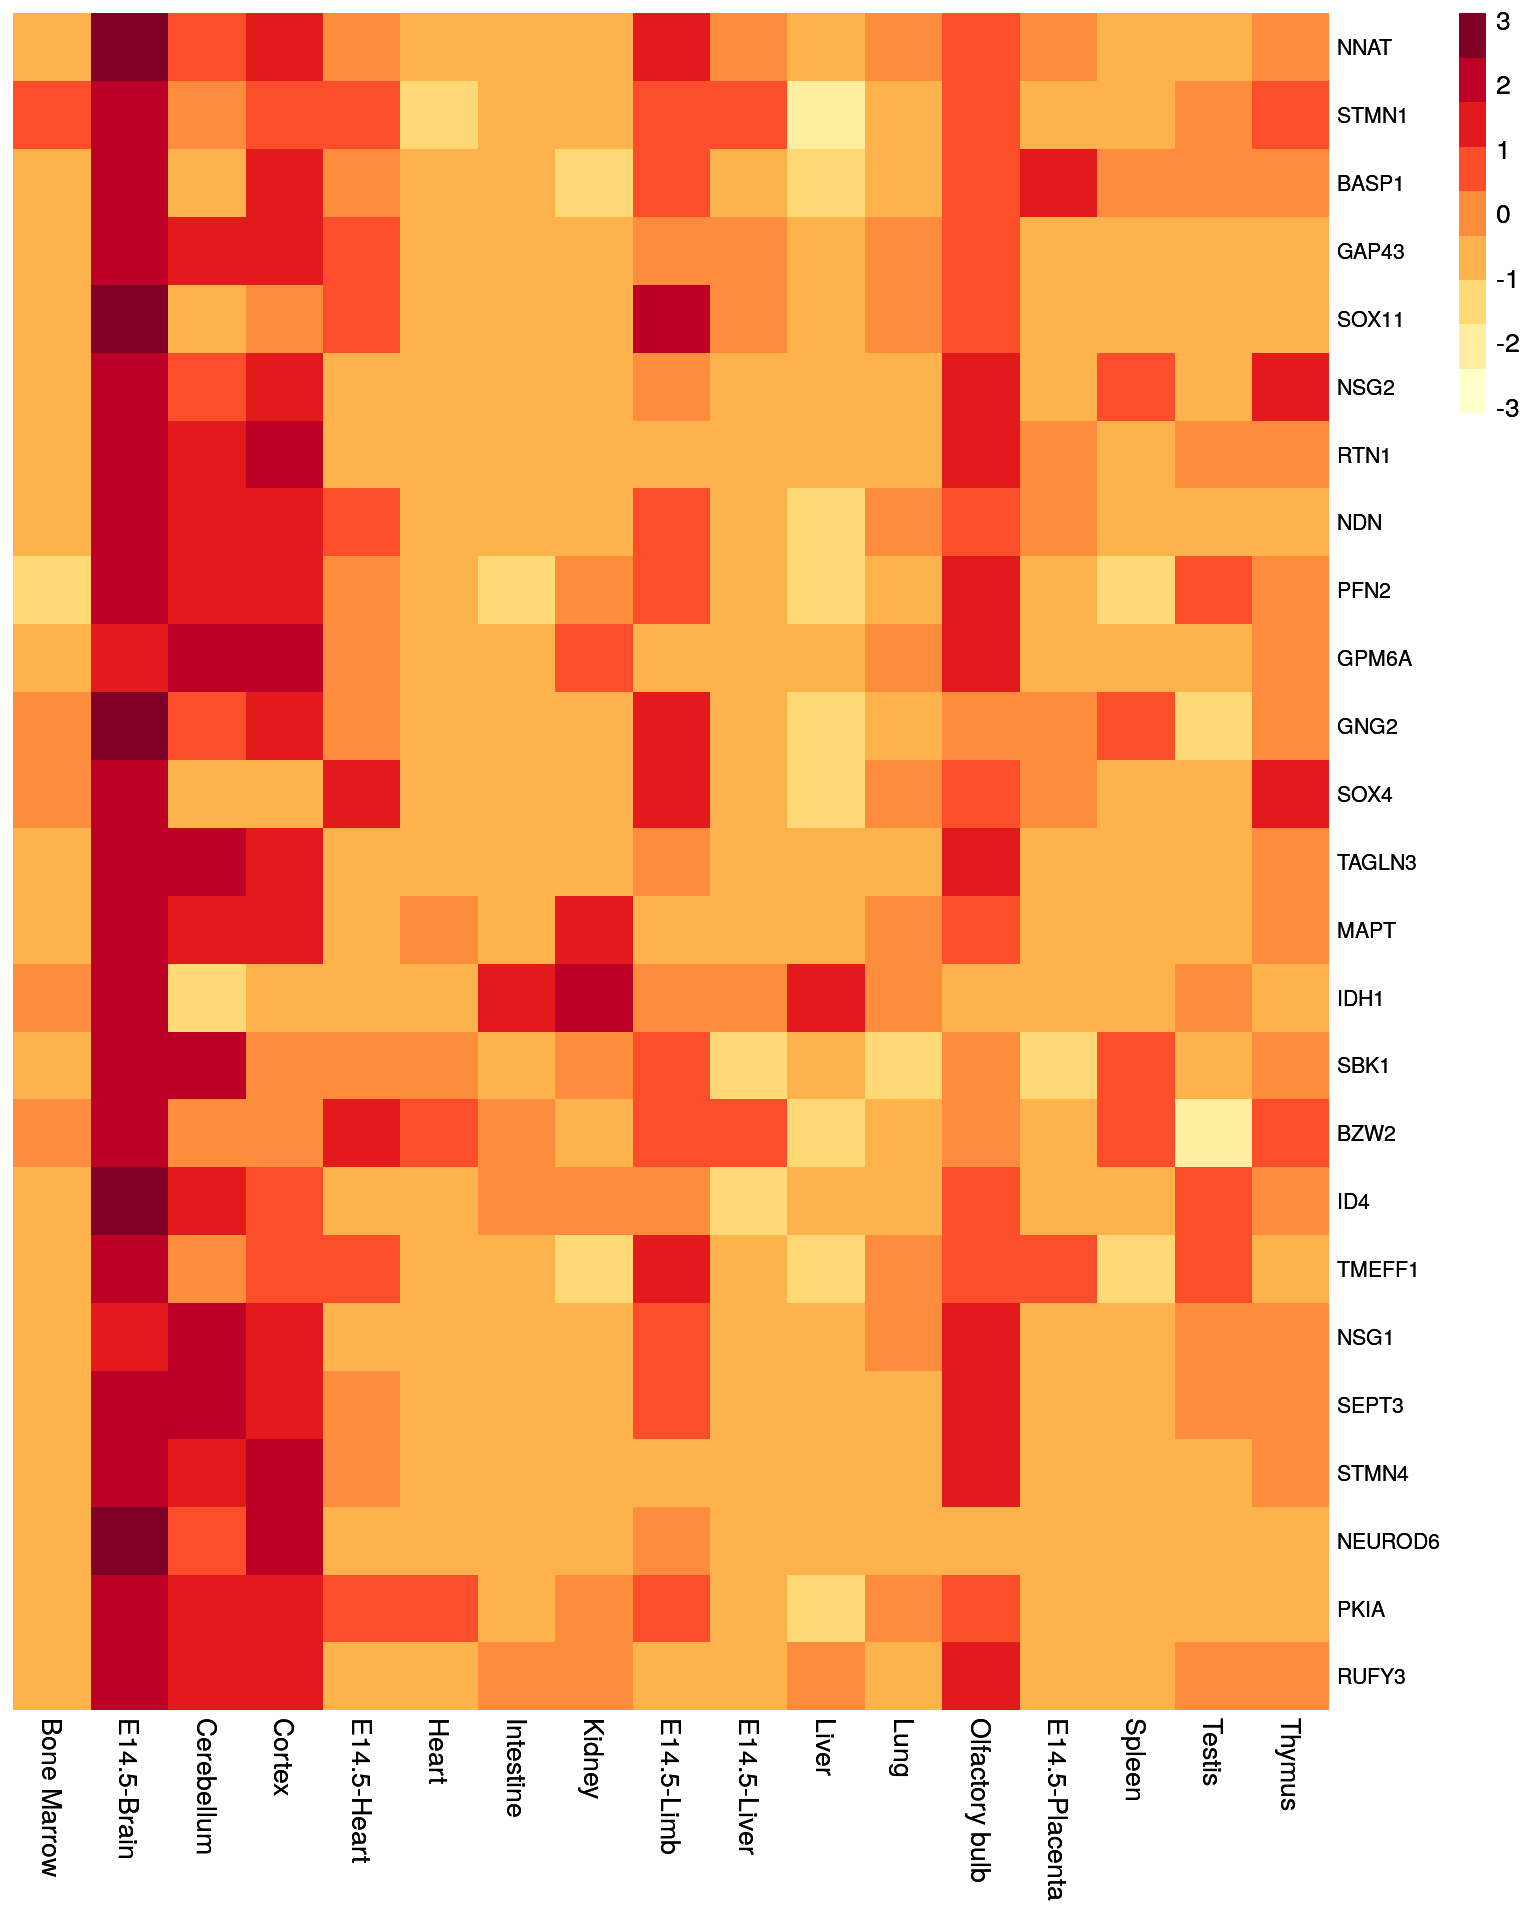 3
2
1
0
-1
-2
-3
NNAT
STMN1
BASP1
GAP43
SOX11
NSG2
RTN1
NDN
PFN2
GPM6A
GNG2
SOX4
TAGLN3
MAPT
IDH1
SBK1
BZW2
ID4
TMEFF1
NSG1
SEPT3
STMN4
NEUROD6
PKIA
RUFY3
Bone Marrow
E14.5-Brain
Cerebellum
Cortex
E14.5-Heart
Heart
Intestine
Kidney
E14.5-Limb
E14.5-Liver
Liver
Lung
Olfactory bulb
E14.5-Placenta
Spleen
Testis
Thymus